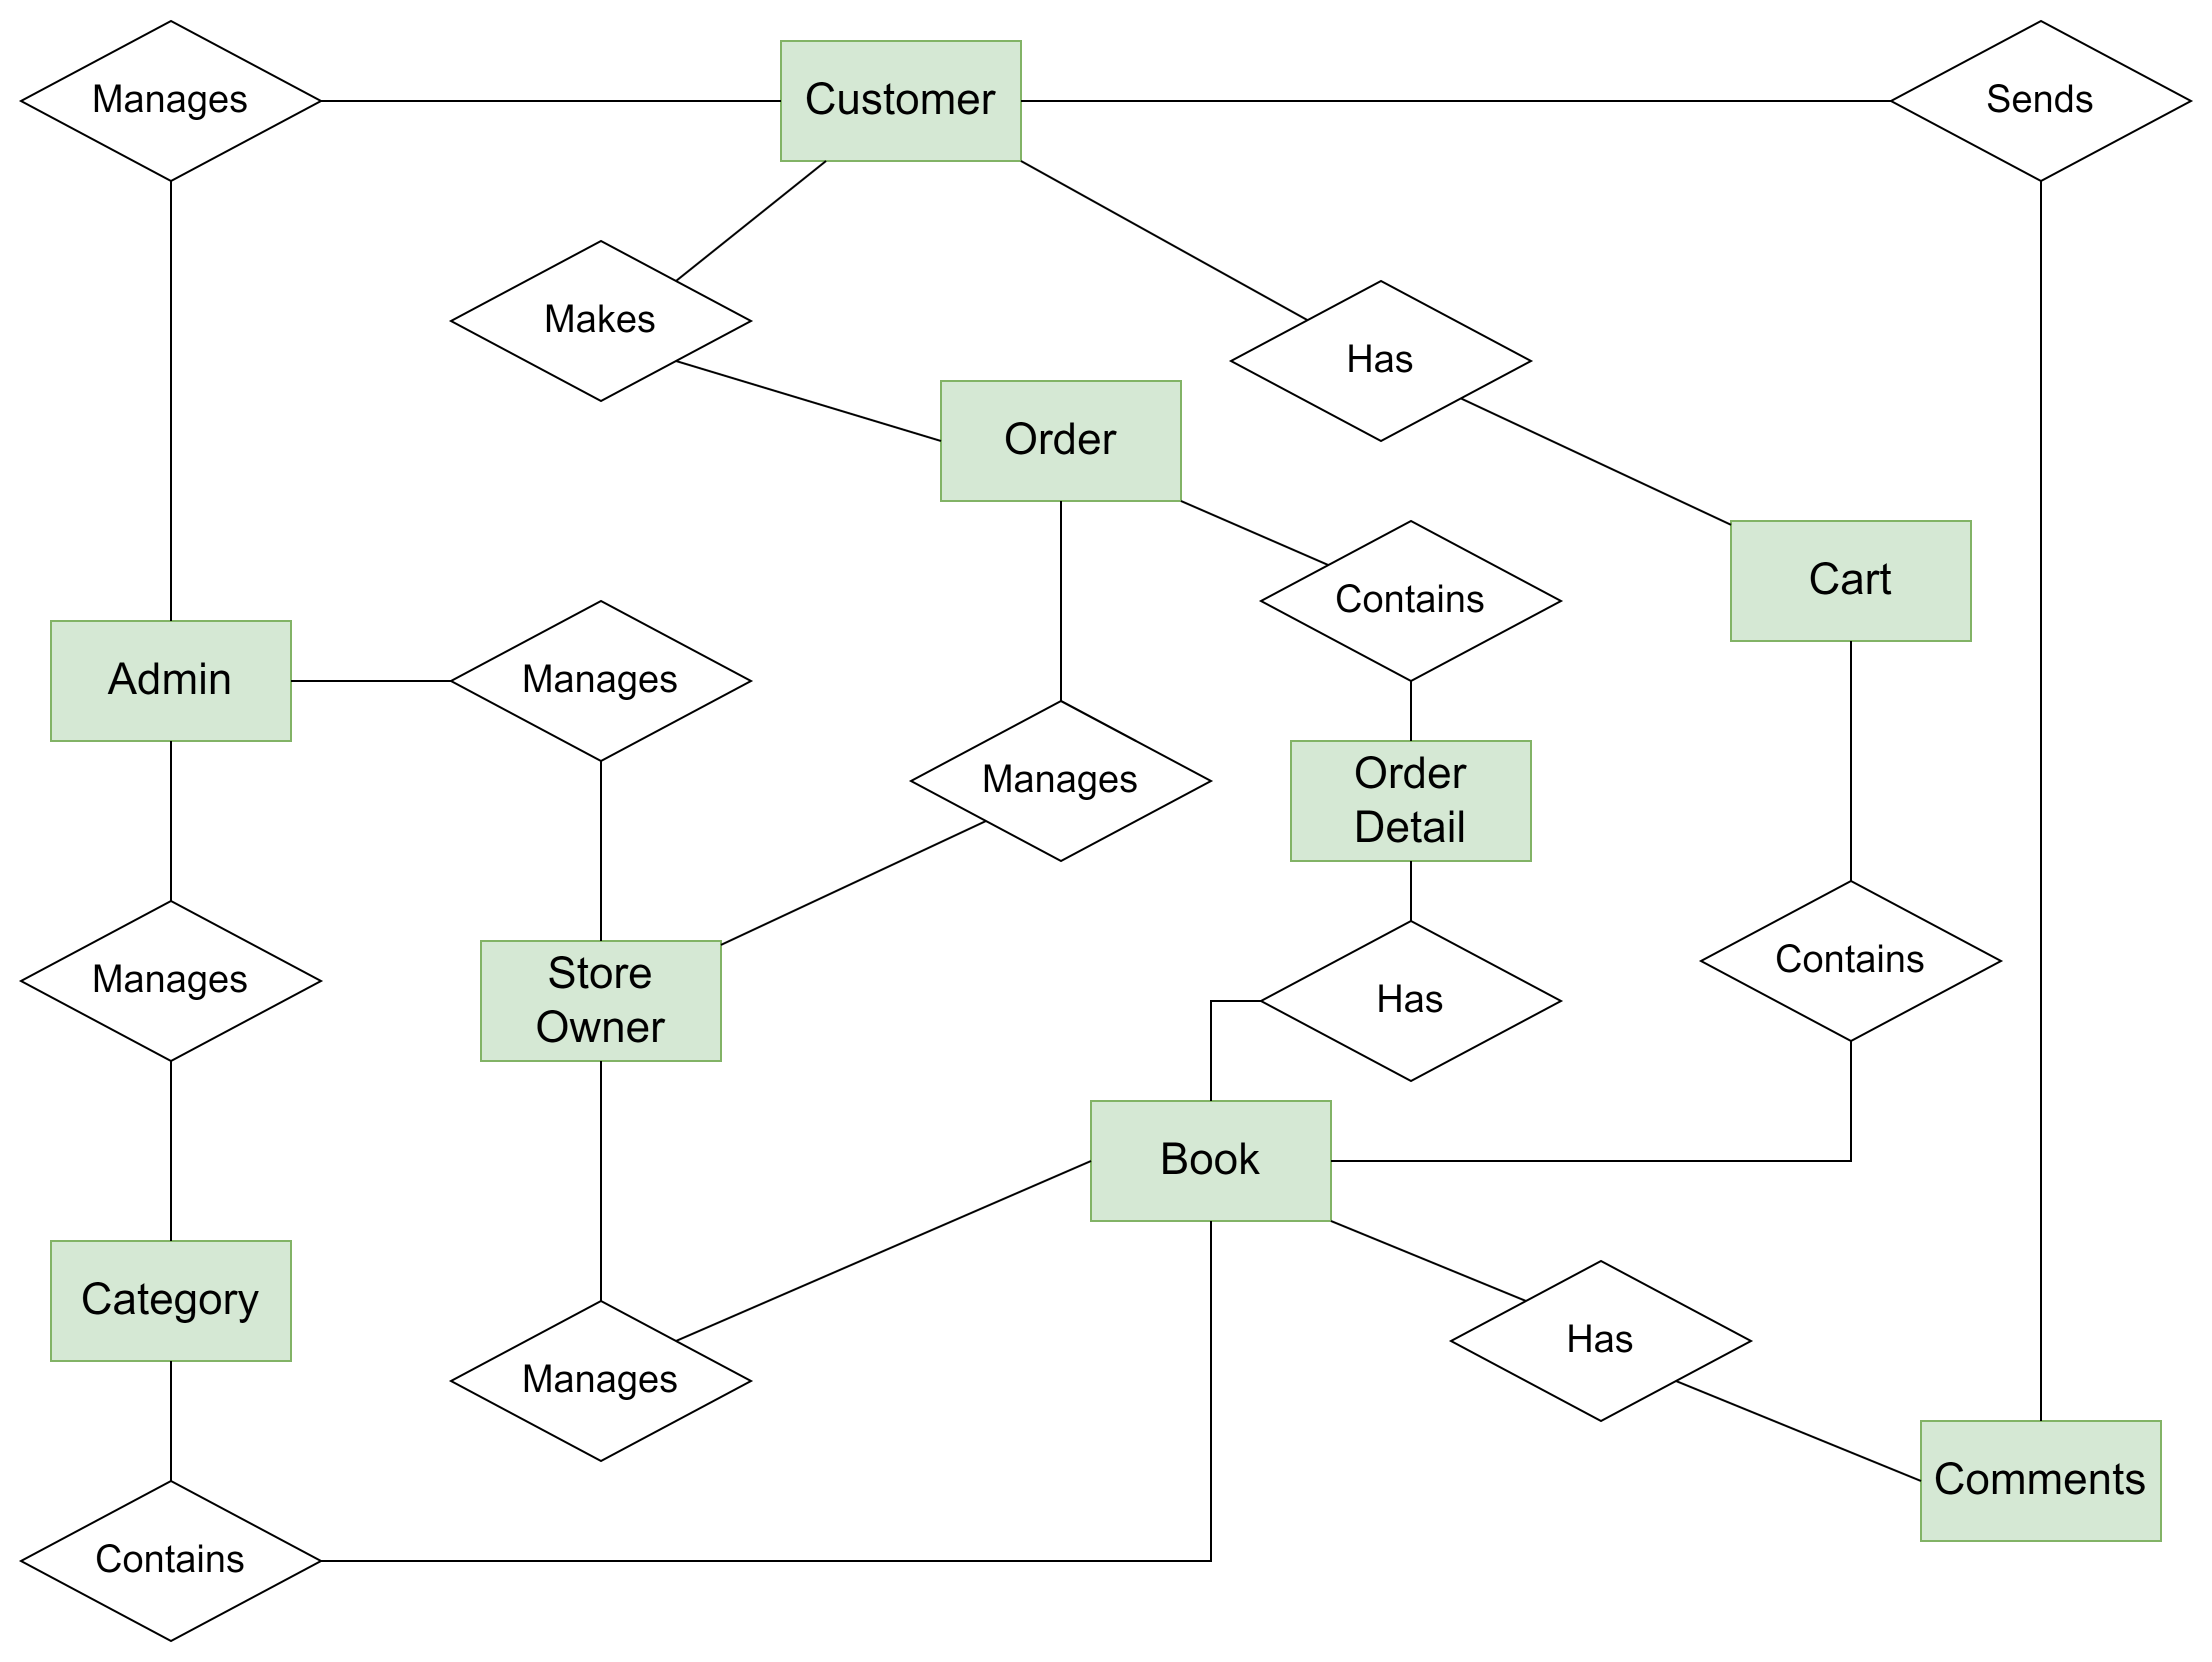 Manages
Customer
Sends
Makes
Has
Order
Cart
Contains
Admin
Manages
Manages
Order
Detail
Manages
Store
Owner
Has
Contains
Book
Category
Manages
Has
Comments
Contains